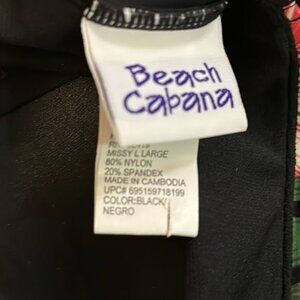 Beach
Cabana
MISSY L LARGE
80% NYLON
20% SPANDEX
MADE IN CAMBODIA
UPC# 695159718199
COLOR:BLACK/
NEGRO